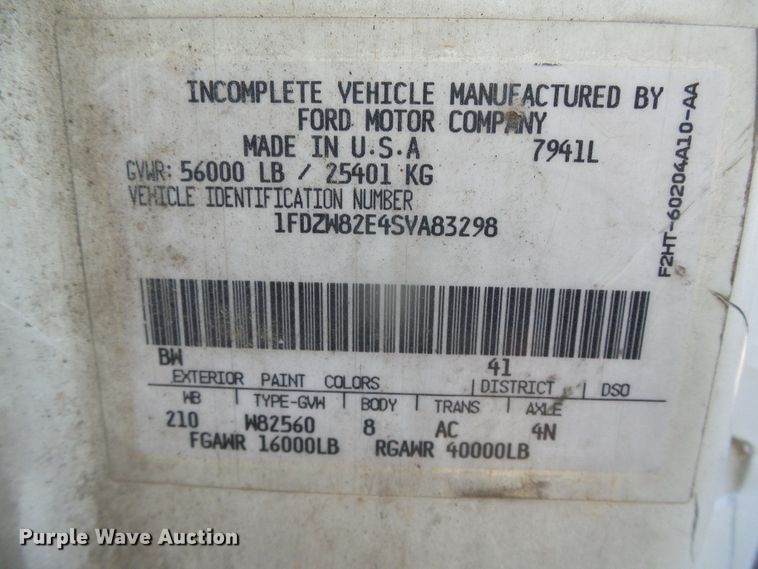 INCOMPLETE VEHICLE MANUFACTURED BY
FORD MOTOR COMPANY
MADE IN U.S.A 7941L
GVWR: 56000 LB / 25401 KG
VEHICLE IDENTIFICATION NUMBER
1FDZW82E4SVA83298
F2HT-60204A10-AA
BW 41
EXTERIOR PAINT COLORS | DISTRICT | DSO
WB | TYPE-GVW | BODY | TRANS | AXLE
210 W82560 8 AC 4N
FGAWR 16000LB RGAWR 40000LB
Purple Wave Auction